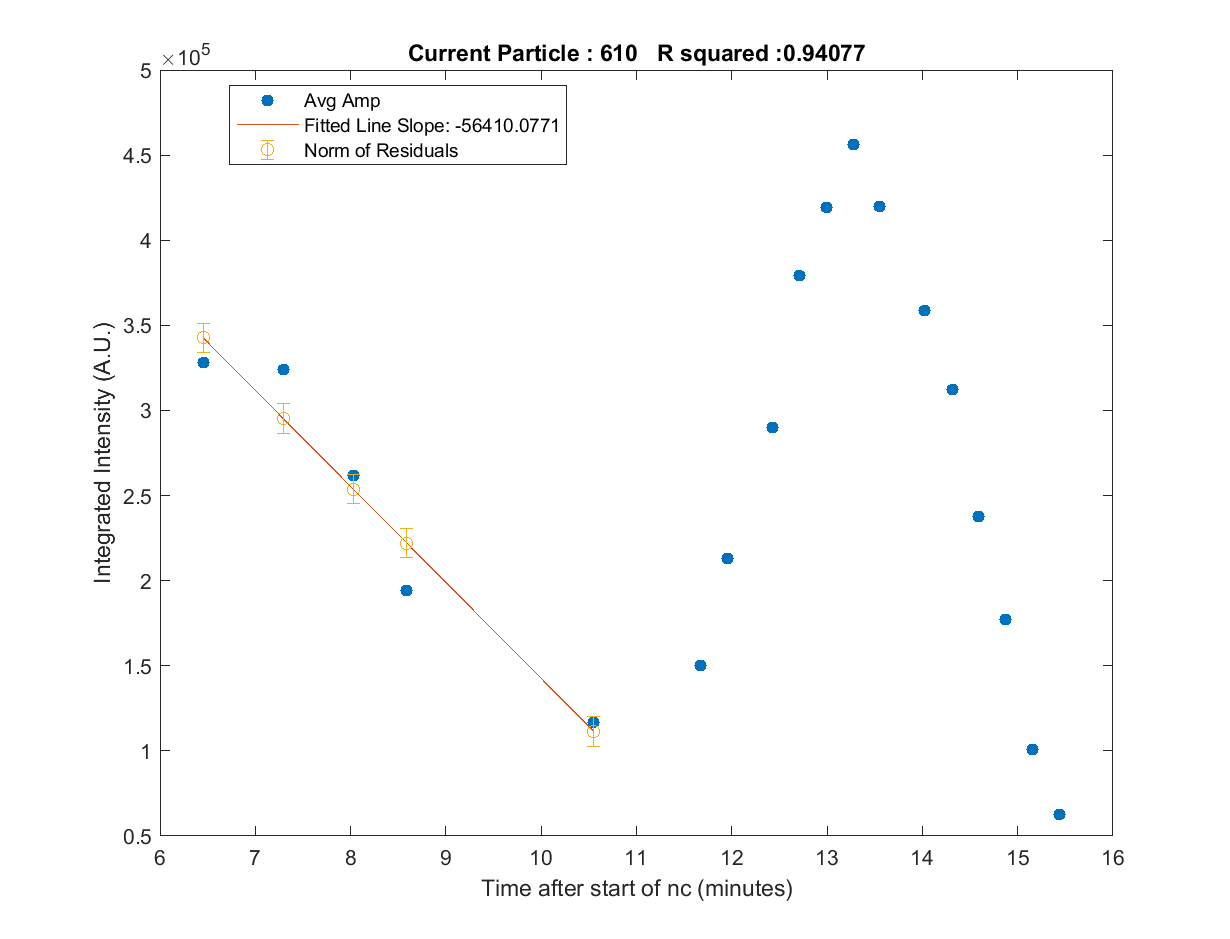 Current Particle : 610 R squared :0.94077
×10^5
5
4.5
4
3.5
3
2.5
2
1.5
1
0.5
Integrated Intensity (A.U.)
Avg Amp
Fitted Line Slope: -56410.0771
Norm of Residuals
6 7 8 9 10 11 12 13 14 15 16
Time after start of nc (minutes)